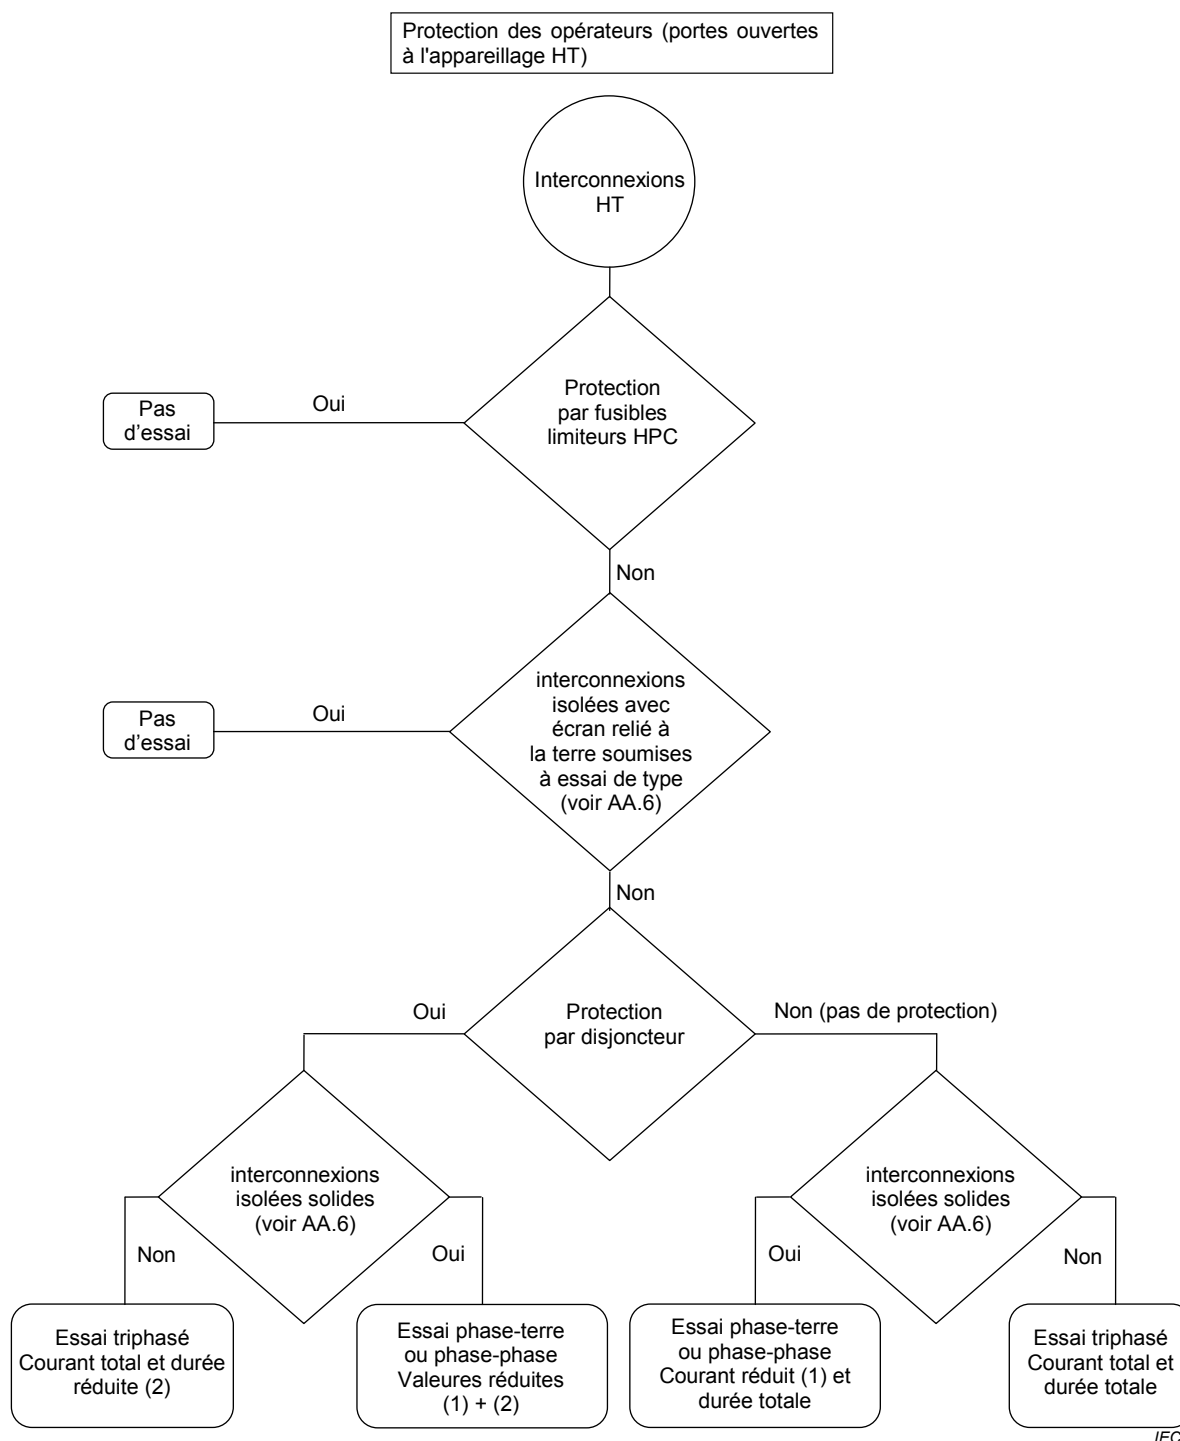 Protection des opérateurs (portes ouvertes
à l'appareillage HT)
Interconnexions
HT
Protection
par fusibles
limiteurs HPC
Oui
Pas
d'essai
Non
interconnexions
isolées avec
écran relié à
la terre soumises
à essai de type
(voir AA.6)
Oui
Pas
d'essai
Non
Protection
par disjoncteur
Oui
Non (pas de protection)
interconnexions
isolées solides
(voir AA.6)
interconnexions
isolées solides
(voir AA.6)
Non
Oui
Oui
Non
Essai triphasé
Courant total et durée
réduite (2)
Essai phase-terre
ou phase-phase
Valeures réduites
(1) + (2)
Essai phase-terre
ou phase-phase
Courant réduit (1) et
durée totale
Essai triphasé
Courant total et
durée totale
IEC